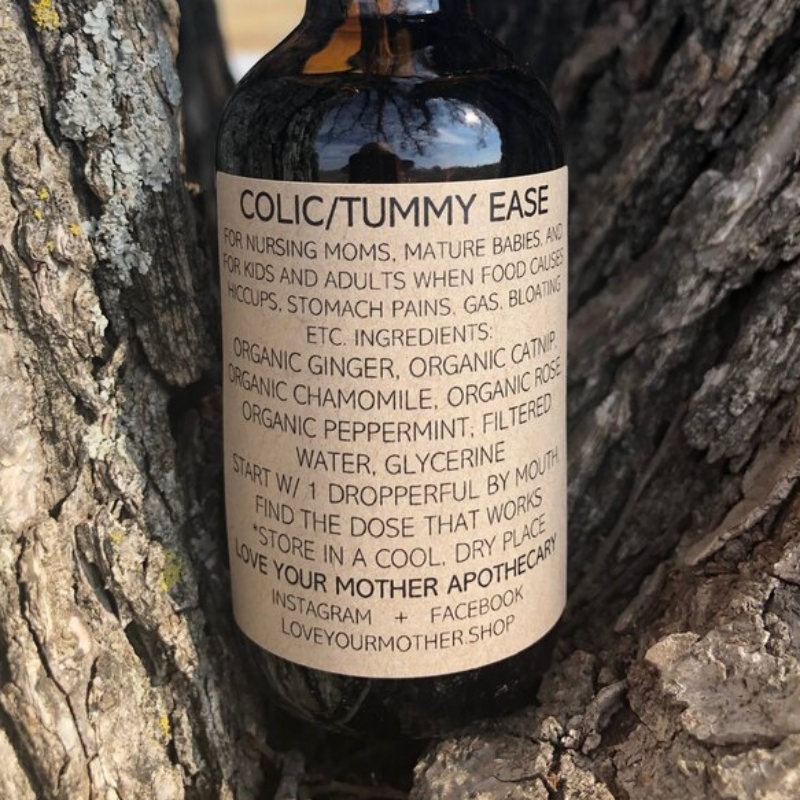 COLIC/TUMMY EASE
FOR NURSING MOMS, MATURE BABIES, AND
FOR KIDS AND ADULTS WHEN FOOD CAUSES
HICCUPS, STOMACH PAINS, GAS, BLOATING
ETC. INGREDIENTS:
ORGANIC GINGER, ORGANIC CATNIP,
ORGANIC CHAMOMILE, ORGANIC ROSE,
ORGANIC PEPPERMINT, FILTERED
WATER, GLYCERINE
START W/ 1 DROPPERFUL BY MOUTH,
FIND THE DOSE THAT WORKS
*STORE IN A COOL, DRY PLACE
LOVE YOUR MOTHER APOTHECARY
INSTAGRAM + FACEBOOK
LOVEYOURMOTHER.SHOP